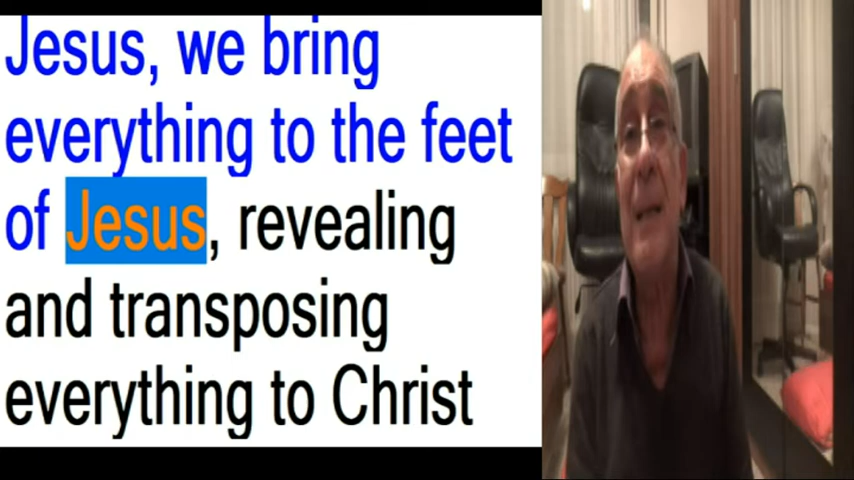 Jesus, we bring
everything to the feet
of Jesus, revealing
and transposing
everything to Christ